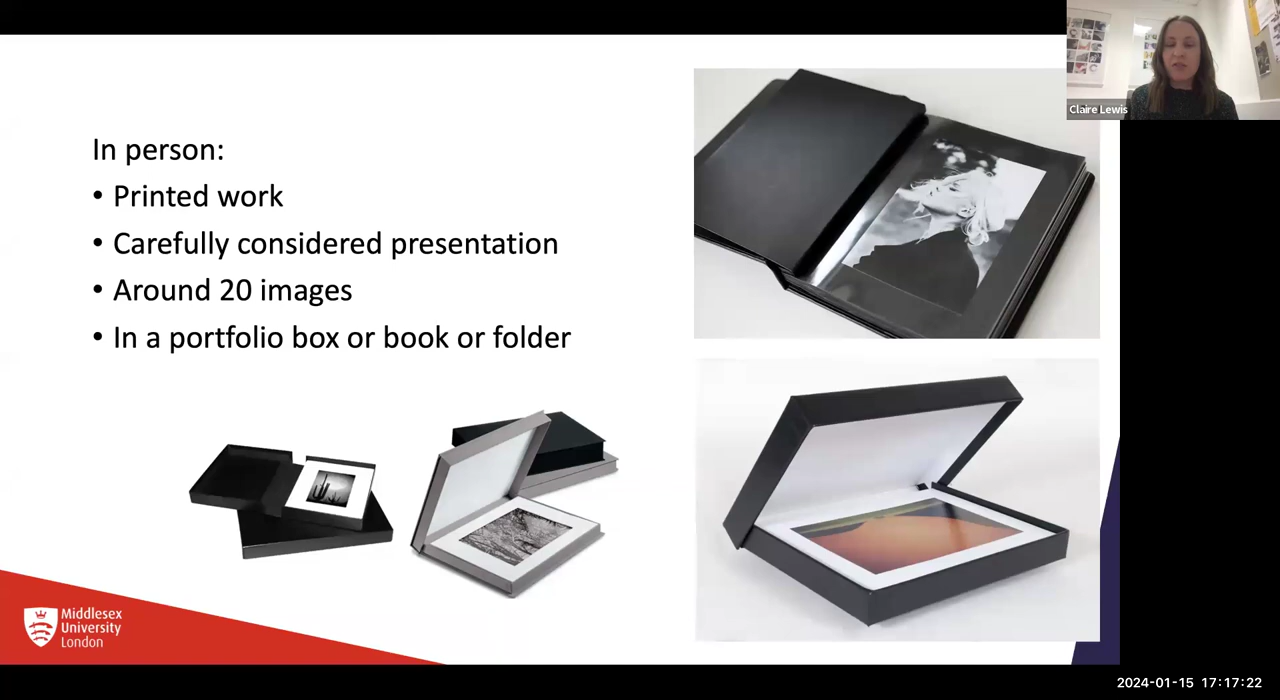 Claire Lewis
In person:
• Printed work
• Carefully considered presentation
• Around 20 images
• In a portfolio box or book or folder
Middlesex
University
London
2024-01-15 17:17:22